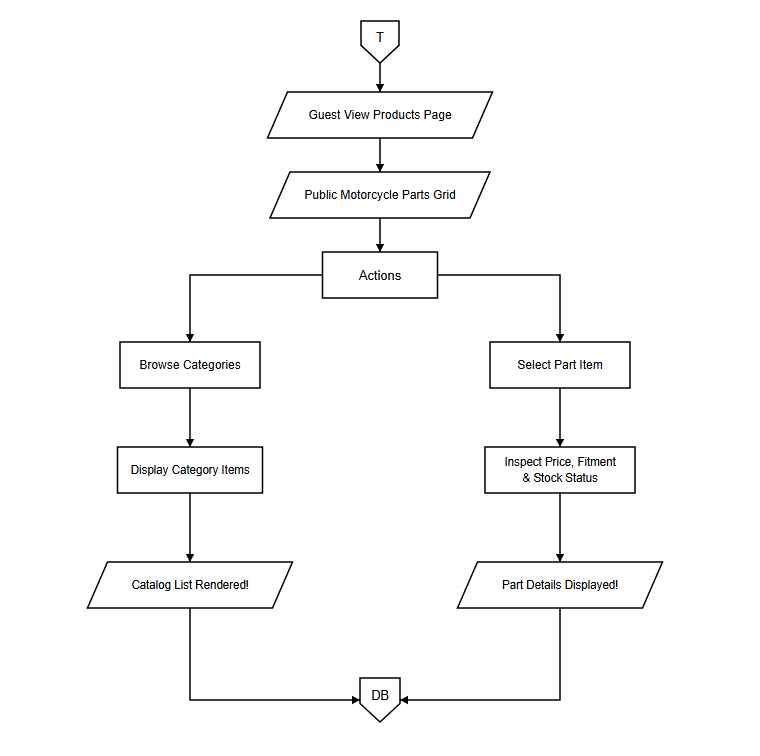 T
Guest View Products Page
Public Motorcycle Parts Grid
Actions
Browse Categories
Select Part Item
Display Category Items
Inspect Price, Fitment
& Stock Status
Catalog List Rendered!
Part Details Displayed!
DB